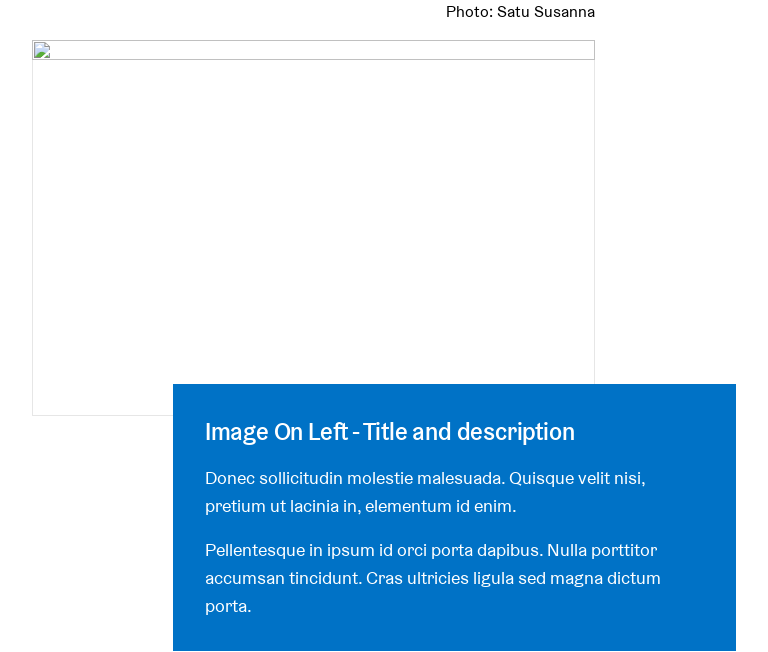 Photo: Satu Susanna
Image On Left - Title and description
Donec sollicitudin molestie malesuada. Quisque velit nisi,
pretium ut lacinia in, elementum id enim.
Pellentesque in ipsum id orci porta dapibus. Nulla porttitor
accumsan tincidunt. Cras ultricies ligula sed magna dictum
porta.